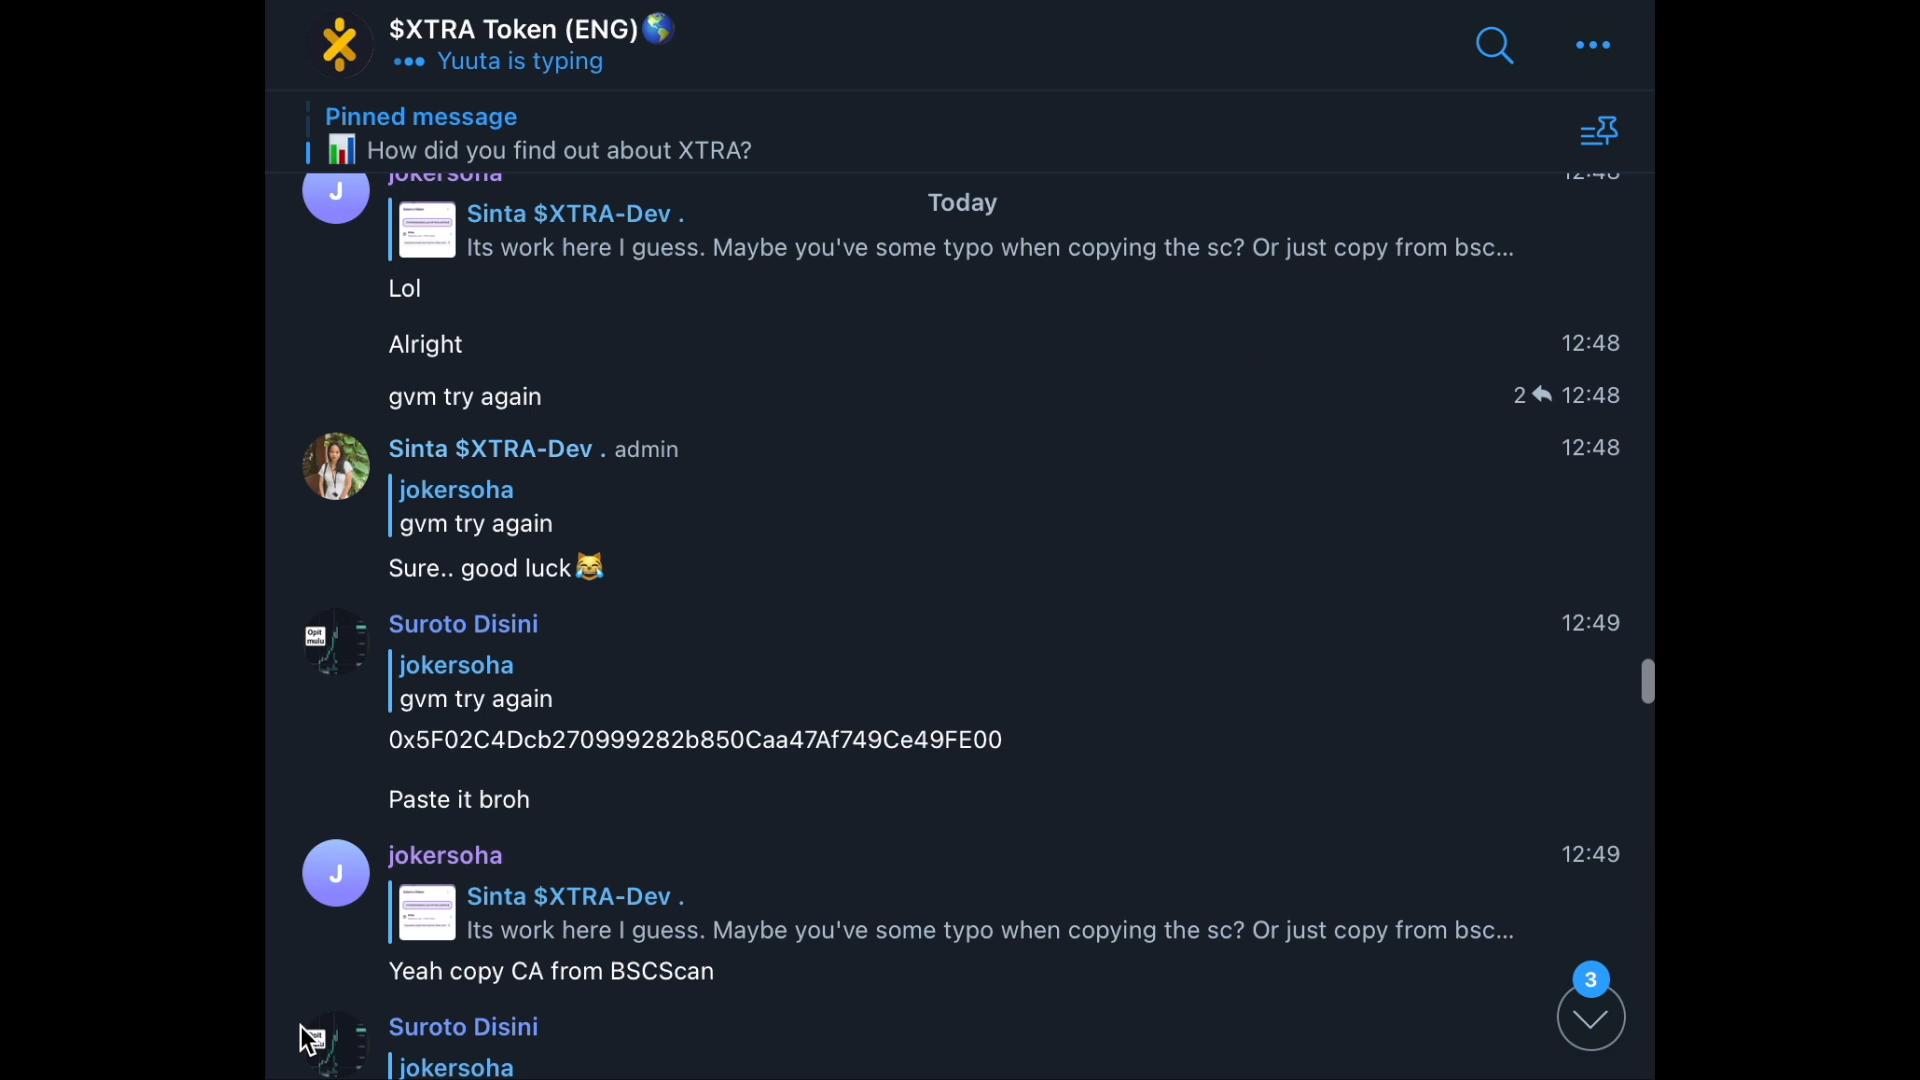 $XTRA Token (ENG)🌎
Yuuta is typing
Pinned message
📊 How did you find out about XTRA?
jokersoha 12:48
Today
Sinta $XTRA-Dev .
Its work here I guess. Maybe you've some typo when copying the sc? Or just copy from bsc...
Lol
Alright 12:48
gvm try again 2 12:48
Sinta $XTRA-Dev . admin 12:48
jokersoha
gvm try again
Sure.. good luck😹
Opit
mulu
Suroto Disini 12:49
jokersoha
gvm try again
0x5F02C4Dcb270999282b850Caa47Af749Ce49FE00
Paste it broh
J
jokersoha 12:49
Sinta $XTRA-Dev .
Its work here I guess. Maybe you've some typo when copying the sc? Or just copy from bsc...
Yeah copy CA from BSCScan
3
Suroto Disini
jokersoha